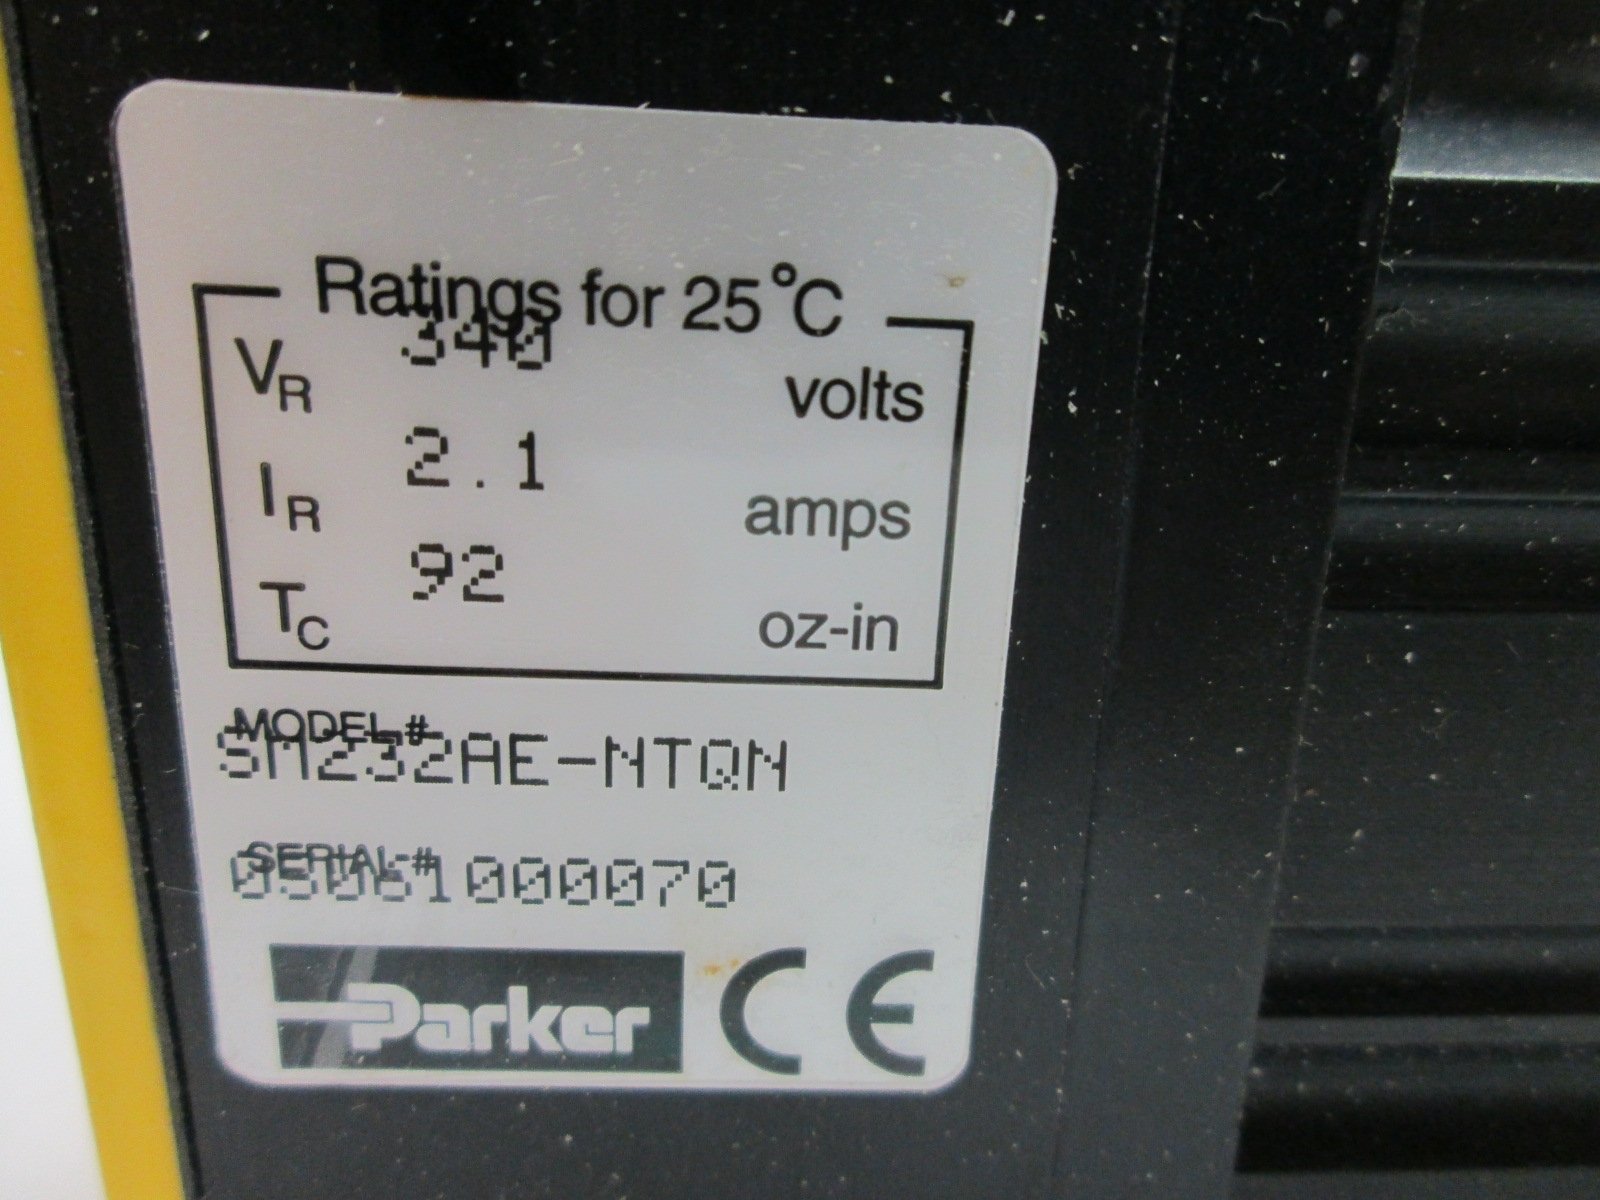 Ratings for 25°C
VR 340 volts
IR 2.1 amps
TC 92 oz-in
MODEL#
SM232AE-NTQN
SERIAL#
05061000070
Parker CE